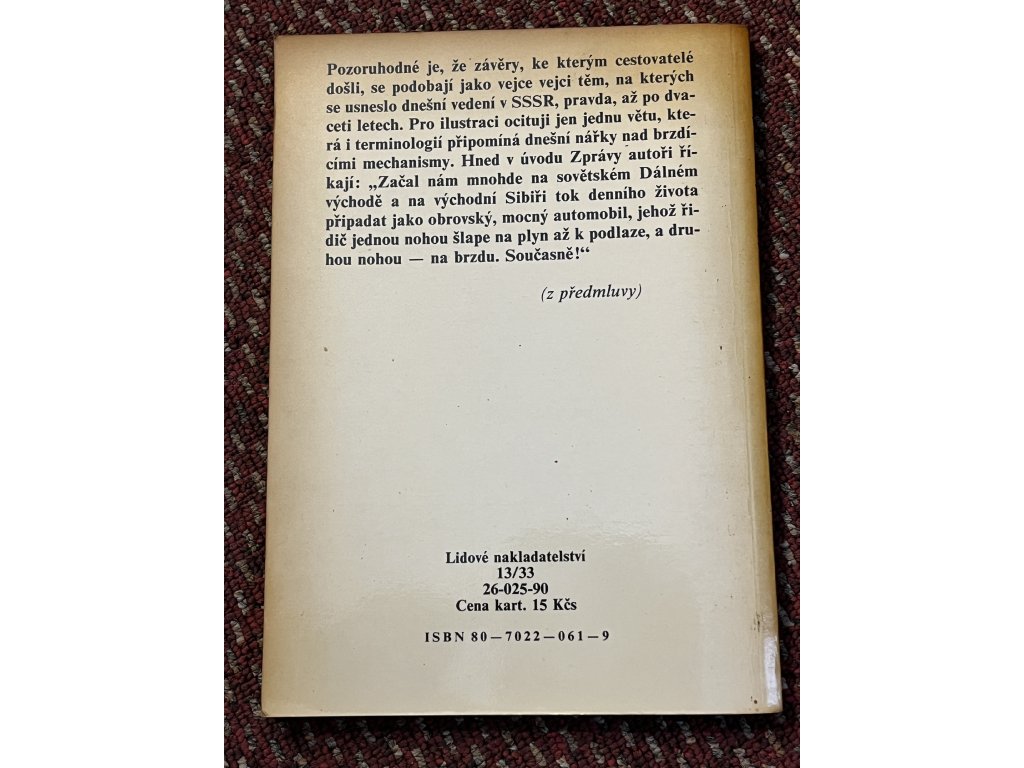 Pozoruhodné je, že závěry, ke kterým cestovatelé
došli, se podobají jako vejce vejci těm, na kterých
se usneslo dnešní vedení v SSSR, pravda, až po dva-
ceti letech. Pro ilustraci ocituji jen jednu větu, kte-
rá i terminologií připomíná dnešní nářky nad brzdí-
cími mechanismy. Hned v úvodu Zprávy autoři ří-
kají: „Začal nám mnohde na sovětském Dálném
východě a na východní Sibiři tok denního života
připadat jako obrovský, mocný automobil, jehož ři-
dič jednou nohou šlape na plyn až k podlaze, a dru-
hou nohou — na brzdu. Současně!“
(z předmluvy)
Lidové nakladatelství
13/33
26-025-90
Cena kart. 15 Kčs
ISBN 80—7022—061—9